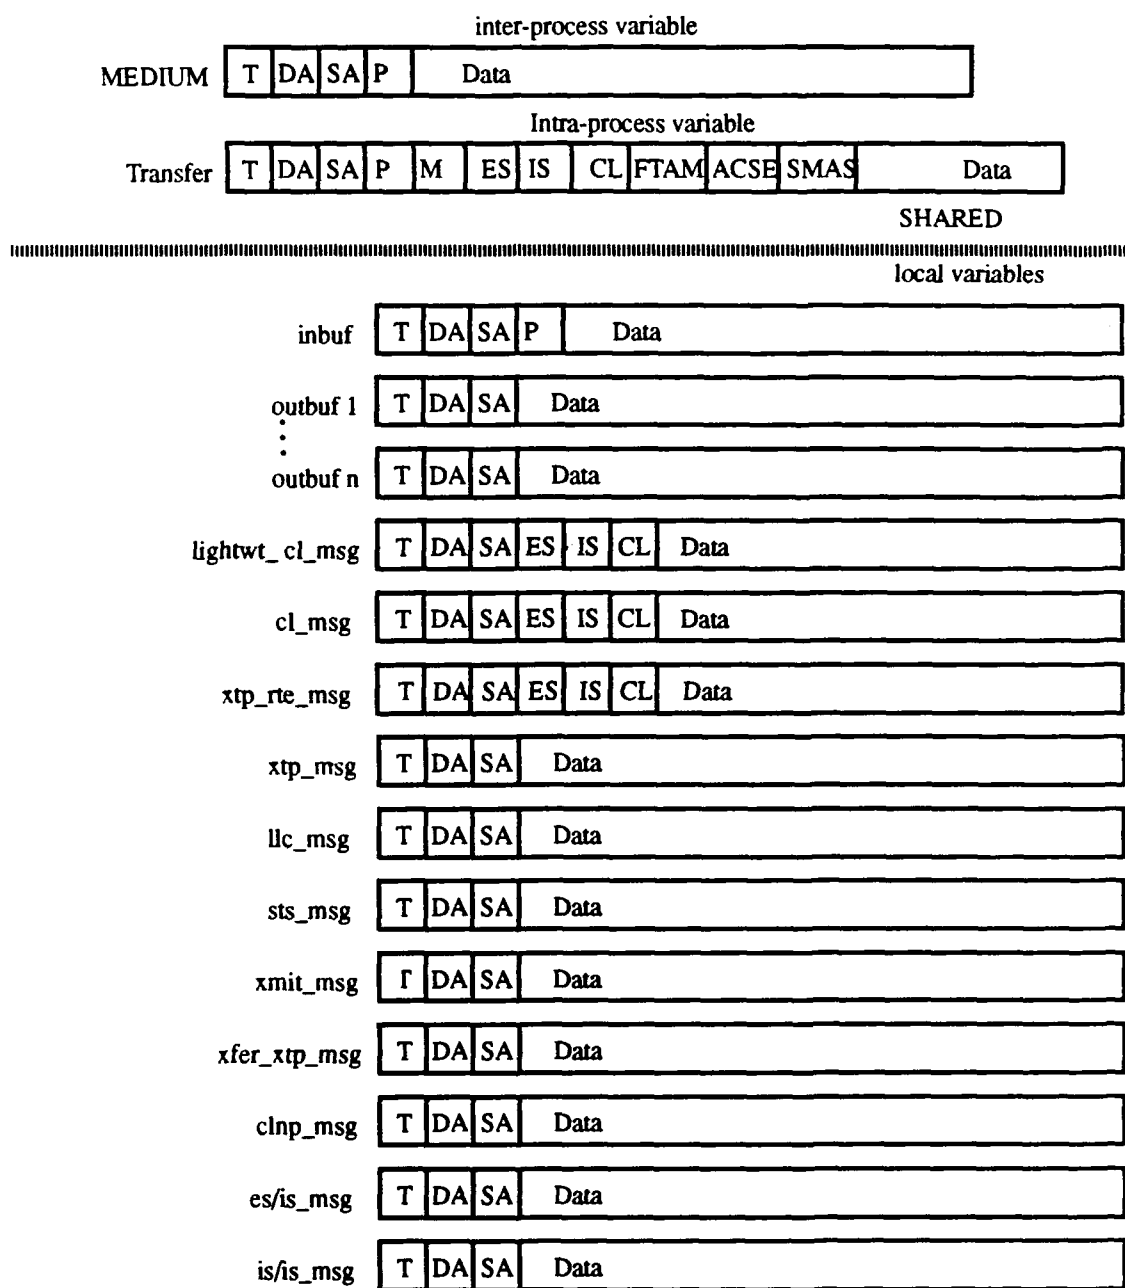 inter-process variable
MEDIUM T DA SA P Data
Intra-process variable
Transfer T DA SA P M ES IS CL FTAM ACSE SMAS Data
SHARED
local variables
inbuf T DA SA P Data
outbuf 1 T DA SA Data
outbuf n T DA SA Data
lightwt_ cl_msg T DA SA ES IS CL Data
cl_msg T DA SA ES IS CL Data
xtp_rte_msg T DA SA ES IS CL Data
xtp_msg T DA SA Data
llc_msg T DA SA Data
sts_msg T DA SA Data
xmit_msg T DA SA Data
xfer_xtp_msg T DA SA Data
clnp_msg T DA SA Data
es/is_msg T DA SA Data
is/is_msg T DA SA Data